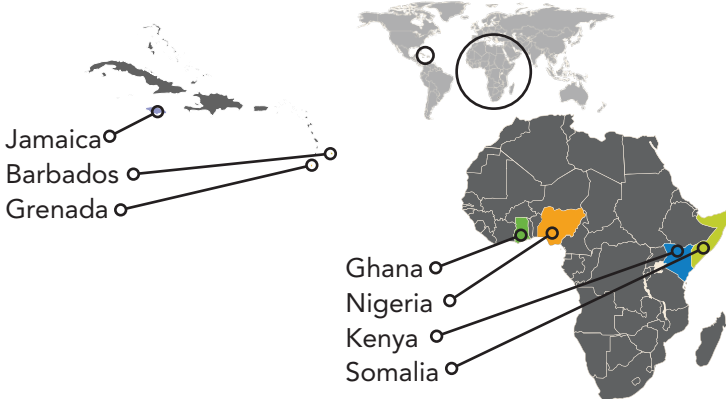 Jamaica
Barbados
Grenada
Ghana
Nigeria
Kenya
Somalia